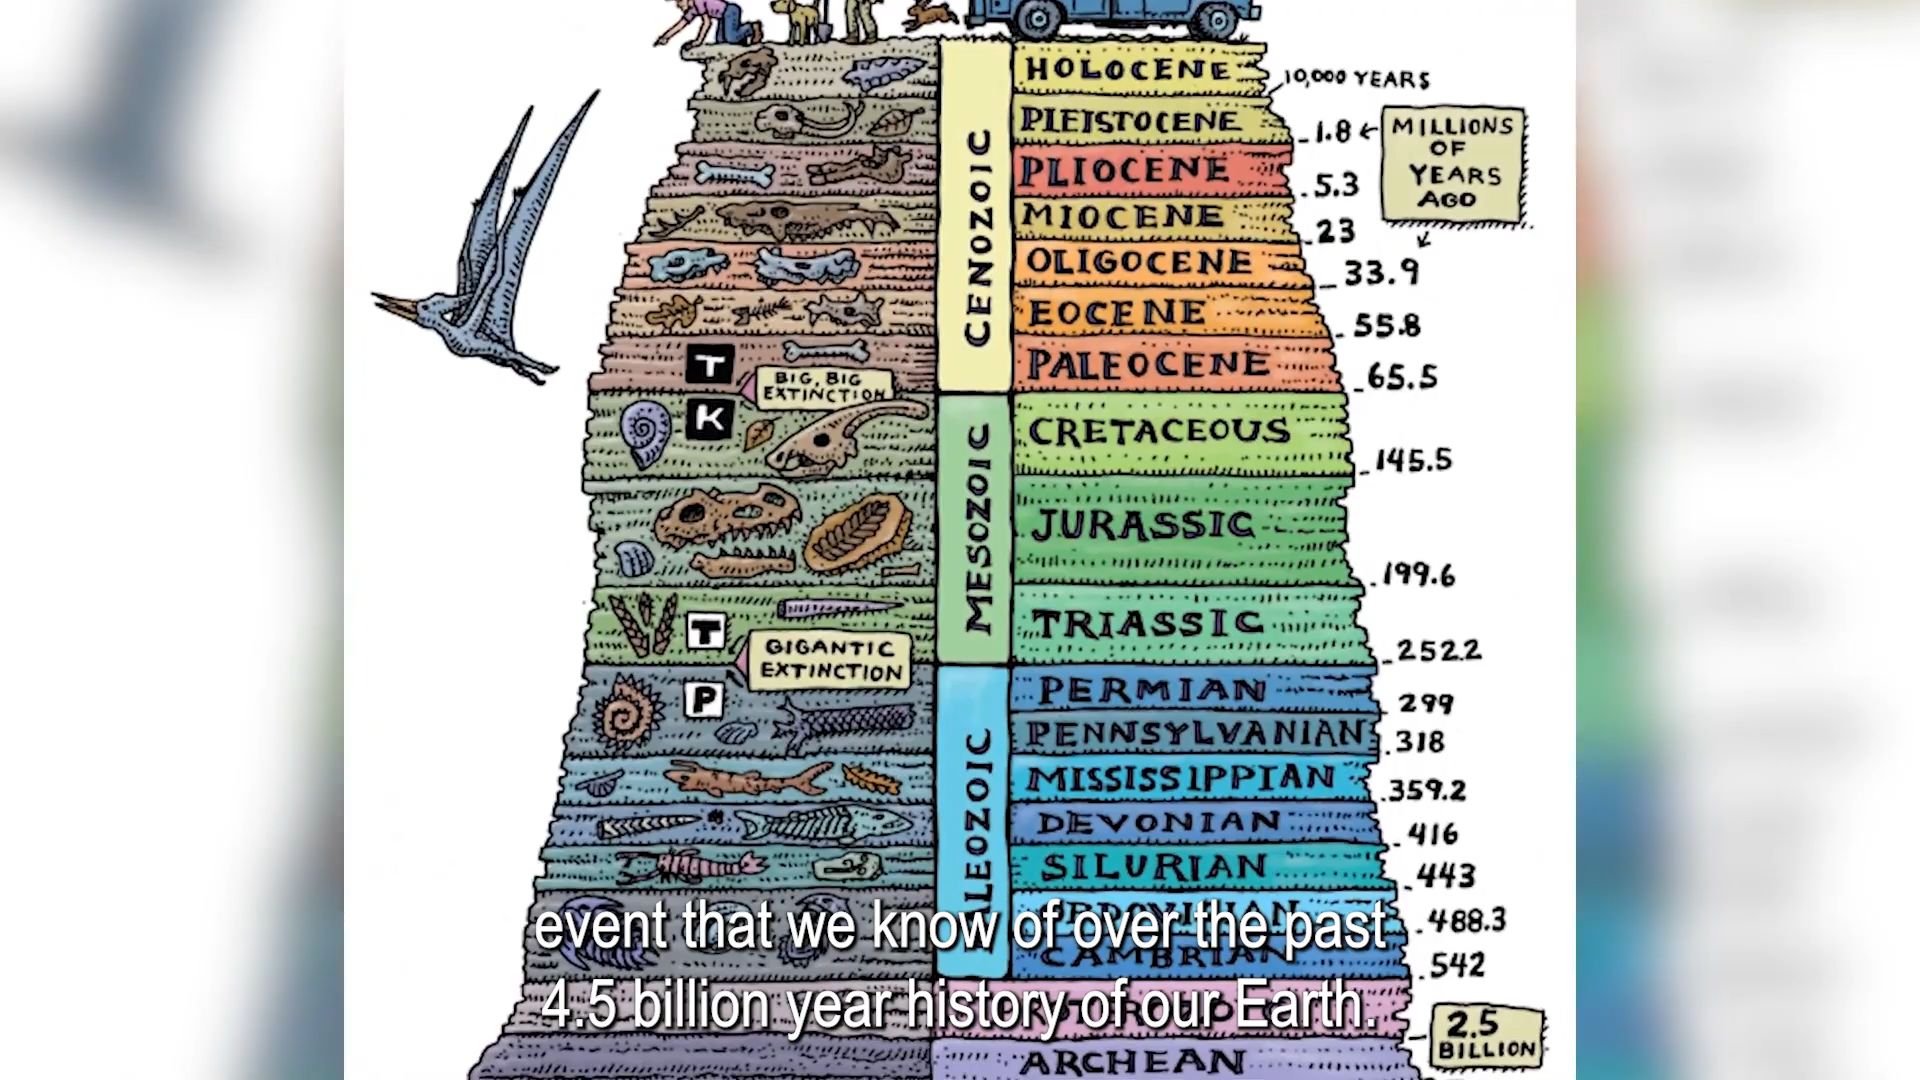 HOLOCENE
10,000 YEARS
PLEISTOCENE
1.8
MILLIONS
OF
YEARS
AGO
PLIOCENE
5.3
MIOCENE
23
OLIGOCENE
33.9
EOCENE
55.8
PALEOCENE
65.5
CENOZOIC
T
BIG, BIG
EXTINCTION
K
CRETACEOUS
145.5
JURASSIC
199.6
MESOZOIC
TRIASSIC
252.2
T
GIGANTIC
EXTINCTION
P
PERMIAN
299
PENNSYLVANIAN
318
MISSISSIPPIAN
359.2
DEVONIAN
416
SILURIAN
443
488.3
CAMBRIAN
542
event that we know of over the past
4.5 billion year history of our Earth.
2.5
BILLION
ARCHEAN